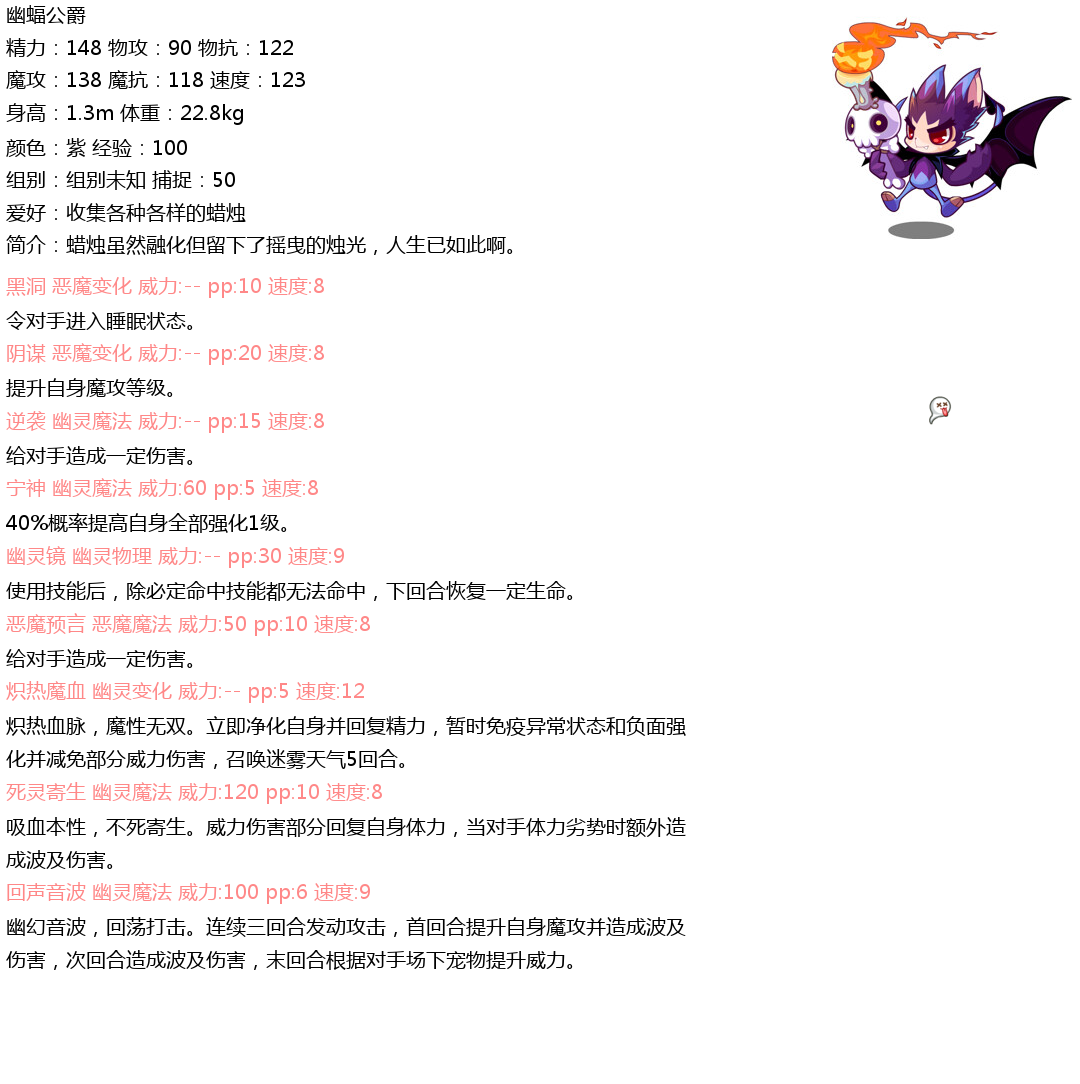 幽蝠公爵
精力：148 物攻：90 物抗：122
魔攻：138 魔抗：118 速度：123
身高：1.3m 体重：22.8kg
颜色：紫 经验：100
组别：组别未知 捕捉：50
爱好：收集各种各样的蜡烛
简介：蜡烛虽然融化但留下了摇曳的烛光，人生已如此啊。
黑洞 恶魔变化 威力:-- pp:10 速度:8
令对手进入睡眠状态。
阴谋 恶魔变化 威力:-- pp:20 速度:8
提升自身魔攻等级。
逆袭 幽灵魔法 威力:-- pp:15 速度:8
给对手造成一定伤害。
宁神 幽灵魔法 威力:60 pp:5 速度:8
40%概率提高自身全部强化1级。
幽灵镜 幽灵物理 威力:-- pp:30 速度:9
使用技能后，除必定命中技能都无法命中，下回合恢复一定生命。
恶魔预言 恶魔魔法 威力:50 pp:10 速度:8
给对手造成一定伤害。
炽热魔血 幽灵变化 威力:-- pp:5 速度:12
炽热血脉，魔性无双。立即净化自身并回复精力，暂时免疫异常状态和负面强
化并减免部分威力伤害，召唤迷雾天气5回合。
死灵寄生 幽灵魔法 威力:120 pp:10 速度:8
吸血本性，不死寄生。威力伤害部分回复自身体力，当对手体力劣势时额外造
成波及伤害。
回声音波 幽灵魔法 威力:100 pp:6 速度:9
幽幻音波，回荡打击。连续三回合发动攻击，首回合提升自身魔攻并造成波及
伤害，次回合造成波及伤害，末回合根据对手场下宠物提升威力。